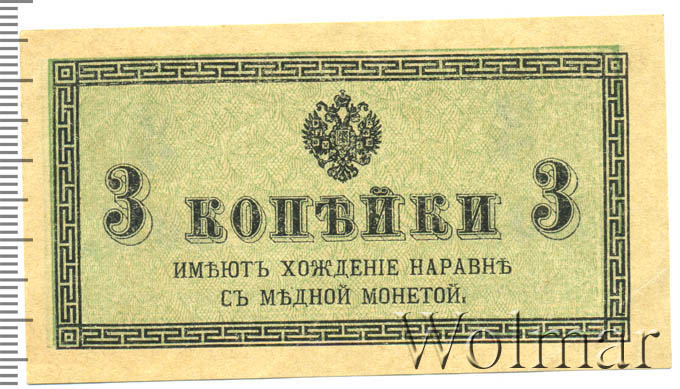 3 КОПѢЙКИ 3
ИМѢЮТЪ ХОЖДЕНІЕ НАРАВНѢ
СЪ МѢДНОЙ МОНЕТОЙ.
Wolmar